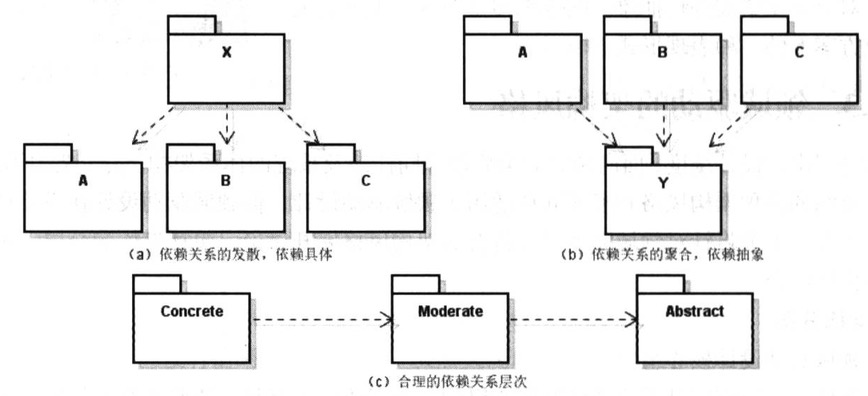 X
A
B
C
A
B
C
Y
(a) 依赖关系的发散，依赖具体
(b) 依赖关系的聚合，依赖抽象
Concrete
Moderate
Abstract
(c) 合理的依赖关系层次